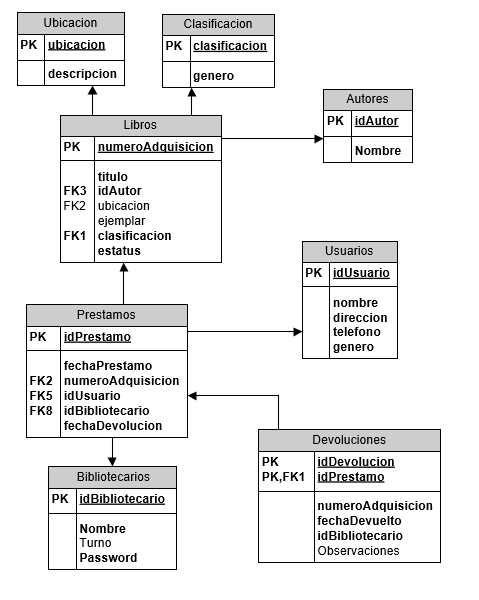 Ubicacion
PK ubicacion
descripcion
Clasificacion
PK clasificacion
genero
Autores
PK idAutor
Nombre
Libros
PK numeroAdquisicion
titulo
FK3 idAutor
FK2 ubicacion
ejemplar
FK1 clasificacion
estatus
Usuarios
PK idUsuario
nombre
direccion
telefono
genero
Prestamos
PK idPrestamo
fechaPrestamo
FK2 numeroAdquisicion
FK5 idUsuario
FK8 idBibliotecario
fechaDevolucion
Devoluciones
PK idDevolucion
PK,FK1 idPrestamo
numeroAdquisicion
fechaDevuelto
idBibliotecario
Observaciones
Bibliotecarios
PK idBibliotecario
Nombre
Turno
Password